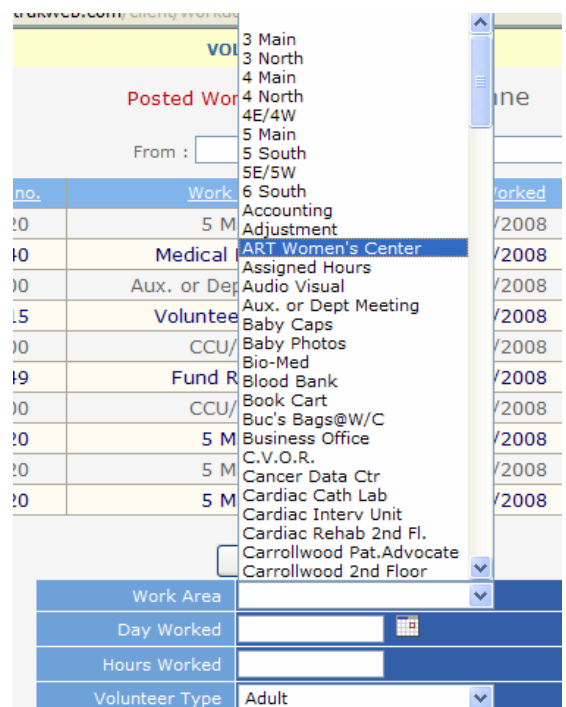 VOL
Posted Wor
3 Main
3 North
4 Main
4 North
4E/4W
5 Main
5 South
5E/5W
6 South
Accounting
Adjustment
ART Women's Center
Assigned Hours
Audio Visual
Aux. or Dept Meeting
Baby Caps
Baby Photos
Bio-Med
Blood Bank
Book Cart
Buc's Bags@W/C
Business Office
C.V.O.R.
Cancer Data Ctr
Cardiac Cath Lab
Cardiac Interv Unit
Cardiac Rehab 2nd Fl.
Carrollwood Pat.Advocate
Carrollwood 2nd Floor
From :
no. Work Worked
20 5 M /2008
40 Medical /2008
00 Aux. or Dep /2008
15 Voluntee /2008
00 CCU/ /2008
49 Fund R /2008
00 CCU/ /2008
20 5 M /2008
20 5 M /2008
20 5 M /2008
Work Area
Day Worked
Hours Worked
Volunteer Type Adult